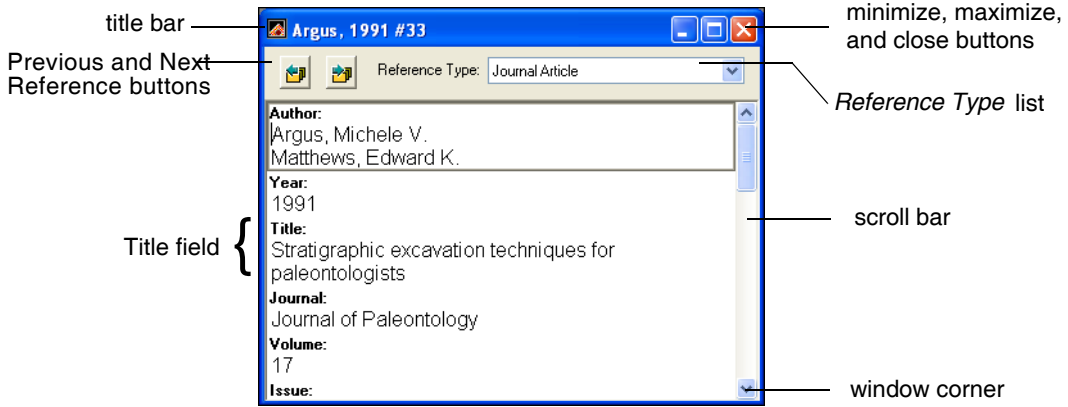 title bar
Argus, 1991 #33
minimize, maximize,
and close buttons
Previous and Next
Reference buttons
Reference Type: Journal Article
Reference Type list
Author:
Argus, Michele V.
Matthews, Edward K.
Year:
1991
Title field
Title:
Stratigraphic excavation techniques for
paleontologists
scroll bar
Journal:
Journal of Paleontology
Volume:
17
Issue:
window corner